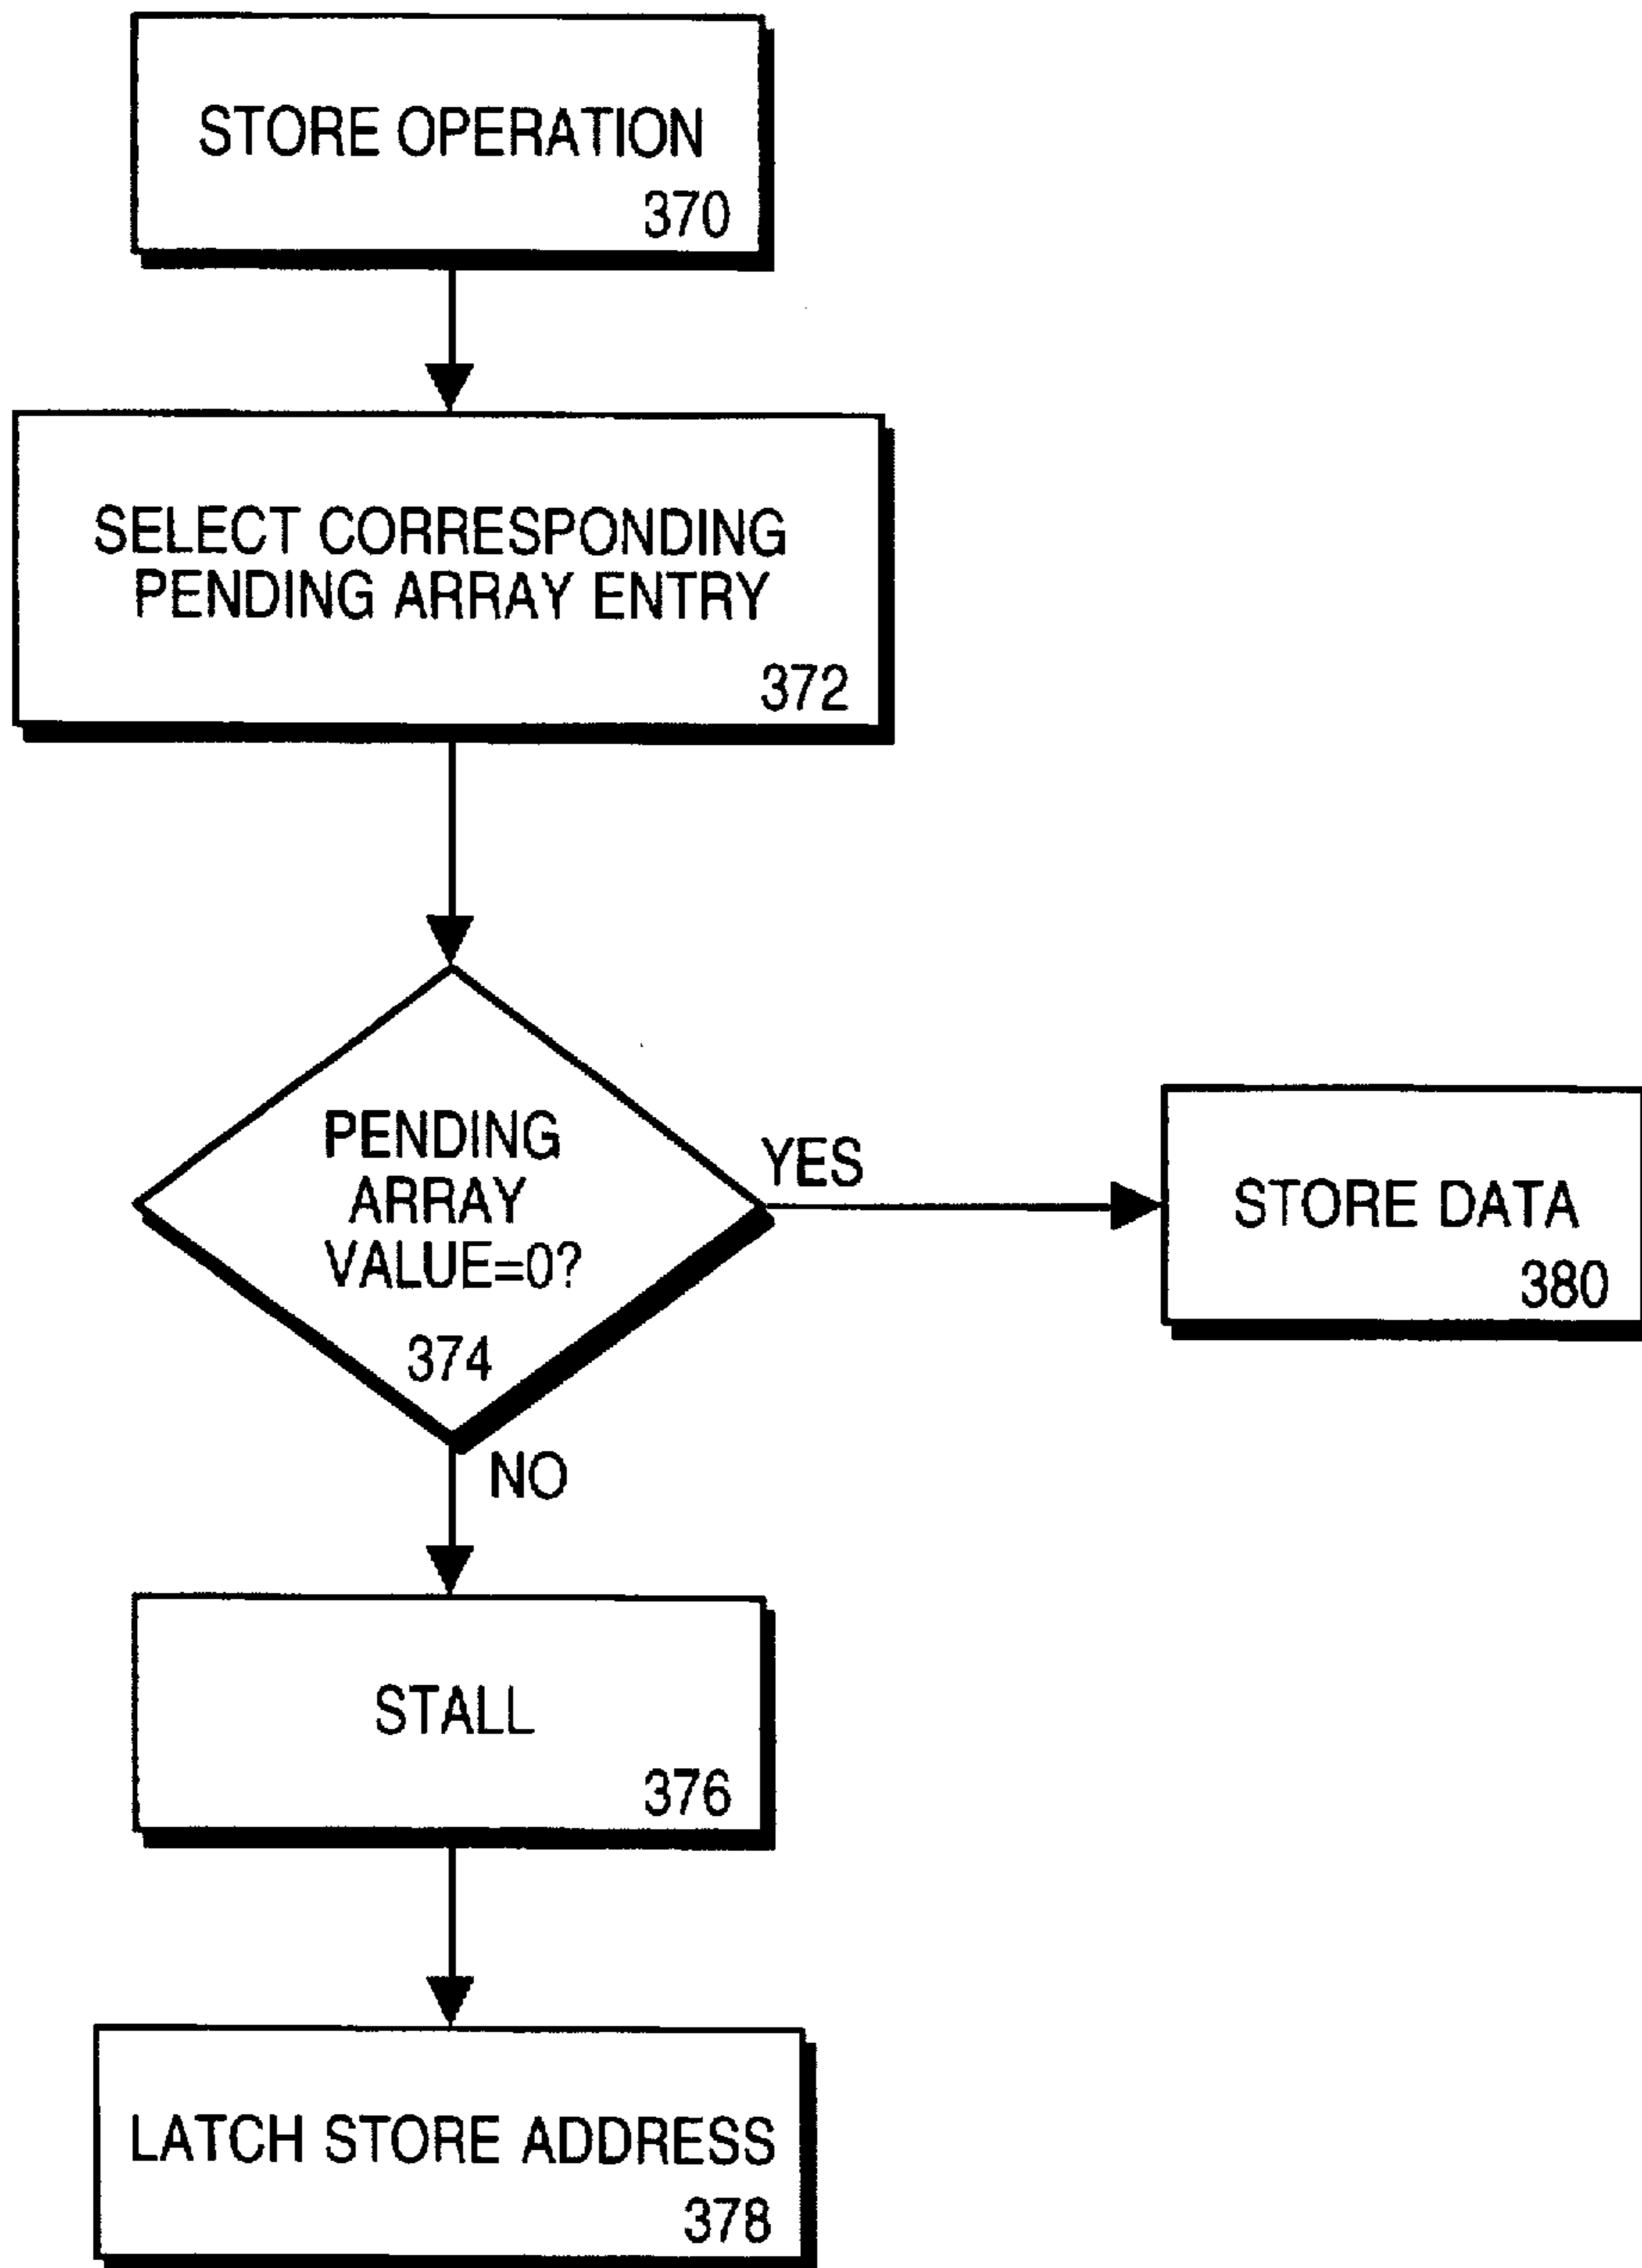 STORE OPERATION
370
SELECT CORRESPONDING
PENDING ARRAY ENTRY
372
PENDING
ARRAY
VALUE=0?
374
YES
STORE DATA
380
NO
STALL
376
LATCH STORE ADDRESS
378